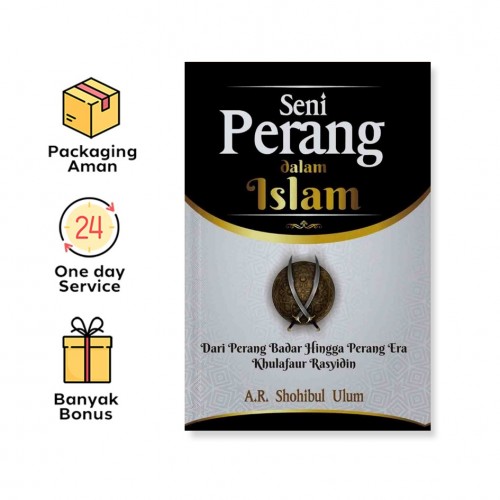 Packaging
Aman
24
One day
Service
Banyak
Bonus
Seni
Perang
dalam
Islam
Dari Perang Badar Hingga Perang Era
Khulafaur Rasyidin
A.R. Shohibul Ulum